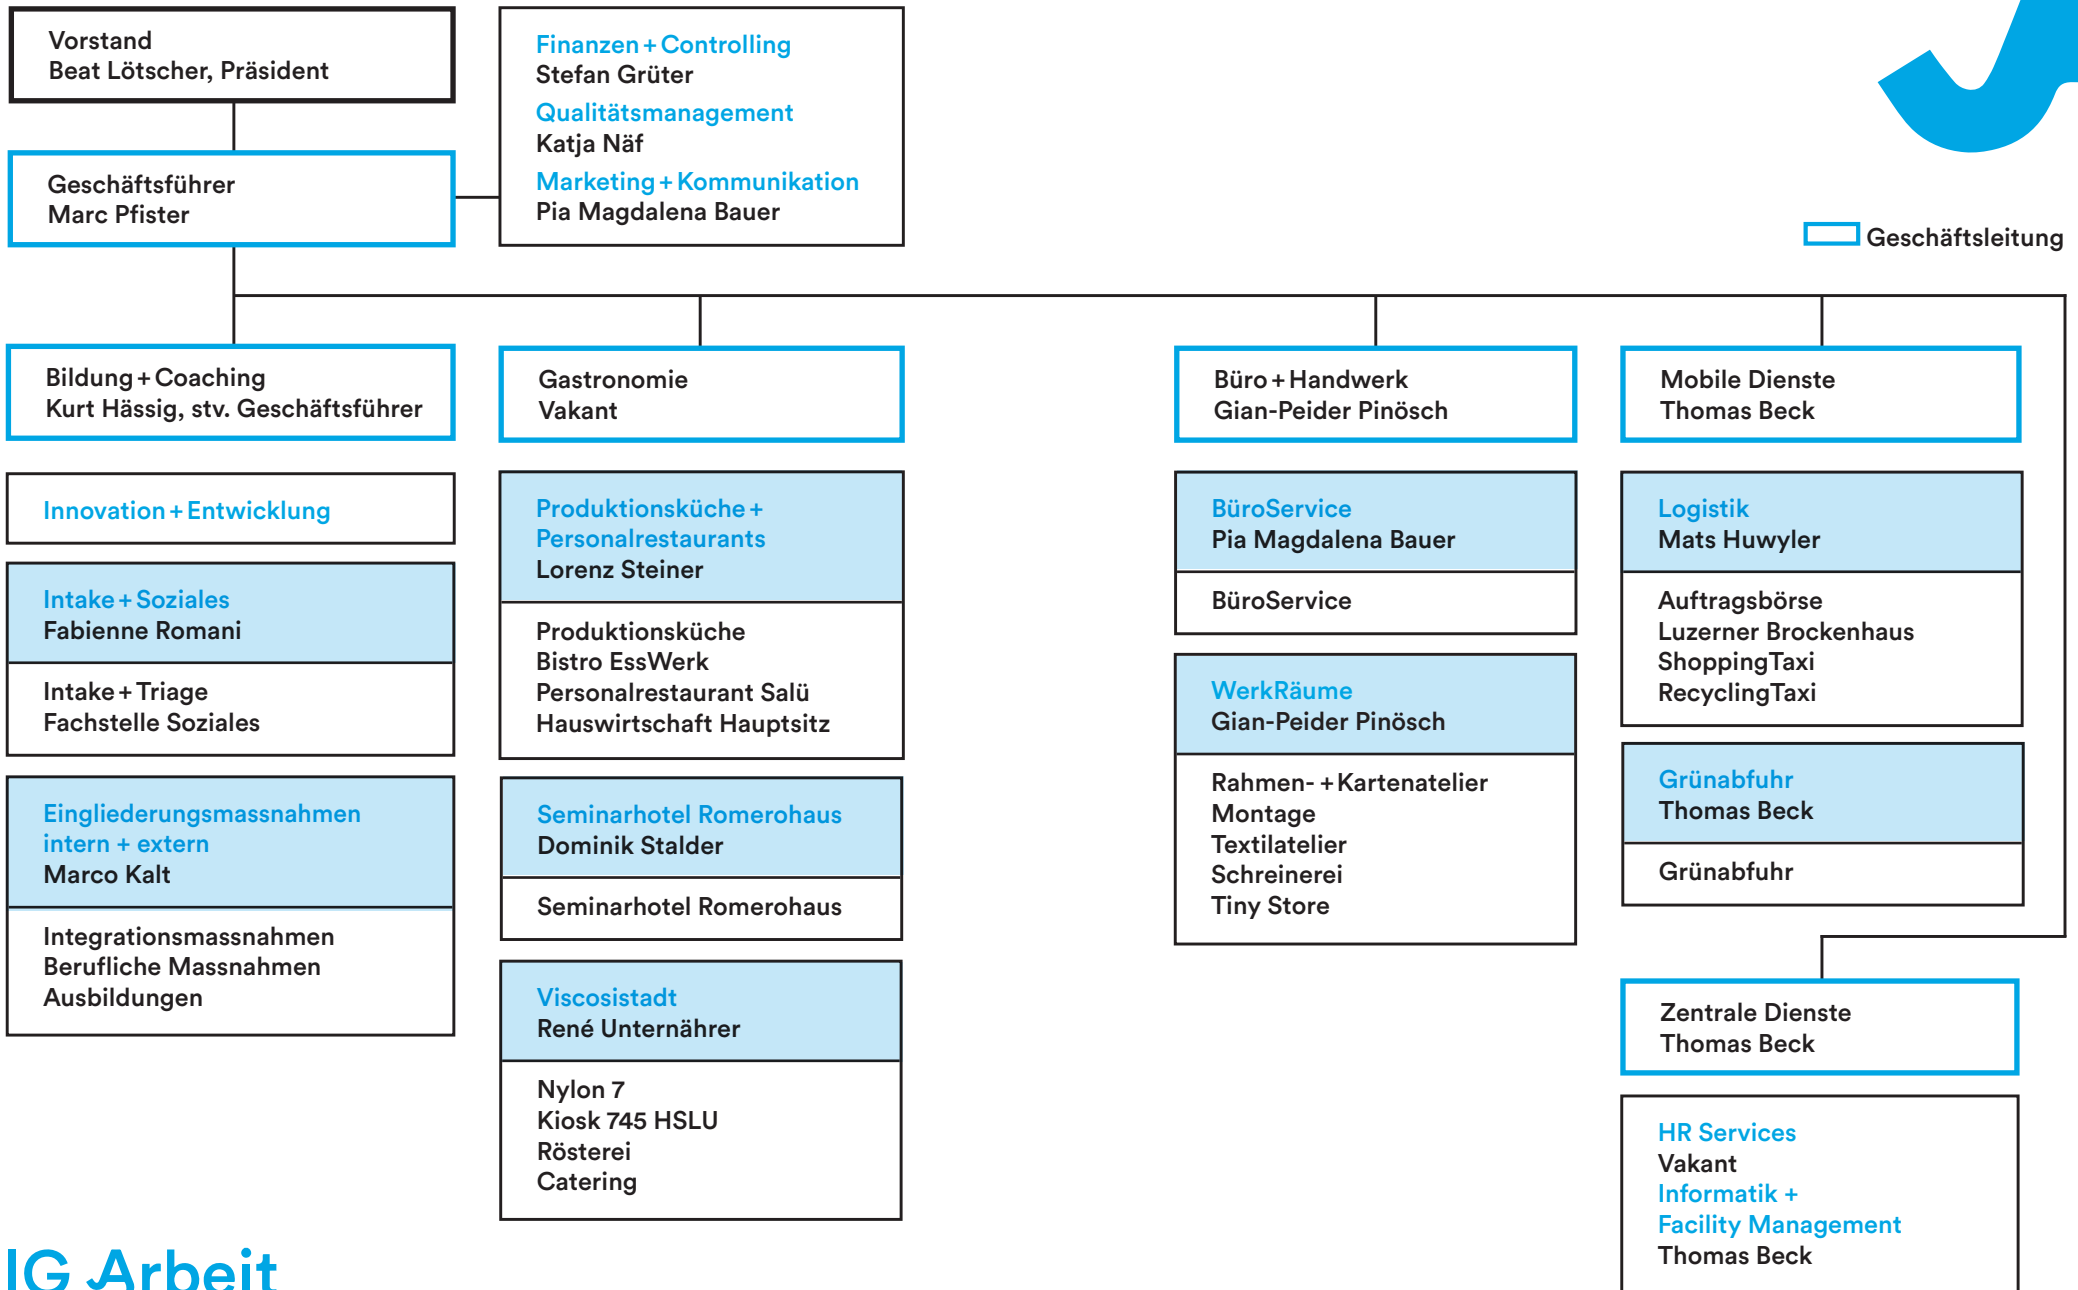 Vorstand
Beat Lötscher, Präsident
Finanzen + Controlling
Stefan Grüter
Qualitätsmanagement
Katja Näf
Marketing + Kommunikation
Pia Magdalena Bauer
Geschäftsführer
Marc Pfister
Geschäftsleitung
Bildung + Coaching
Kurt Hässig, stv. Geschäftsführer
Innovation + Entwicklung
Intake + Soziales
Fabienne Romani
Intake + Triage
Fachstelle Soziales
Eingliederungsmassnahmen
intern + extern
Marco Kalt
Integrationsmassnahmen
Berufliche Massnahmen
Ausbildungen
Gastronomie
Vakant
Produktionsküche +
Personalrestaurants
Lorenz Steiner
Produktionsküche
Bistro EssWerk
Personalrestaurant Salü
Hauswirtschaft Hauptsitz
Seminarhotel Romerohaus
Dominik Stalder
Seminarhotel Romerohaus
Viscosistadt
René Unternährer
Nylon 7
Kiosk 745 HSLU
Rösterei
Catering
Büro + Handwerk
Gian-Peider Pinösch
BüroService
Pia Magdalena Bauer
BüroService
WerkRäume
Gian-Peider Pinösch
Rahmen- + Kartenatelier
Montage
Textilatelier
Schreinerei
Tiny Store
Mobile Dienste
Thomas Beck
Logistik
Mats Huwyler
Auftragsbörse
Luzerner Brockenhaus
ShoppingTaxi
RecyclingTaxi
Grünabfuhr
Thomas Beck
Grünabfuhr
Zentrale Dienste
Thomas Beck
HR Services
Vakant
Informatik +
Facility Management
Thomas Beck
IG Arbeit